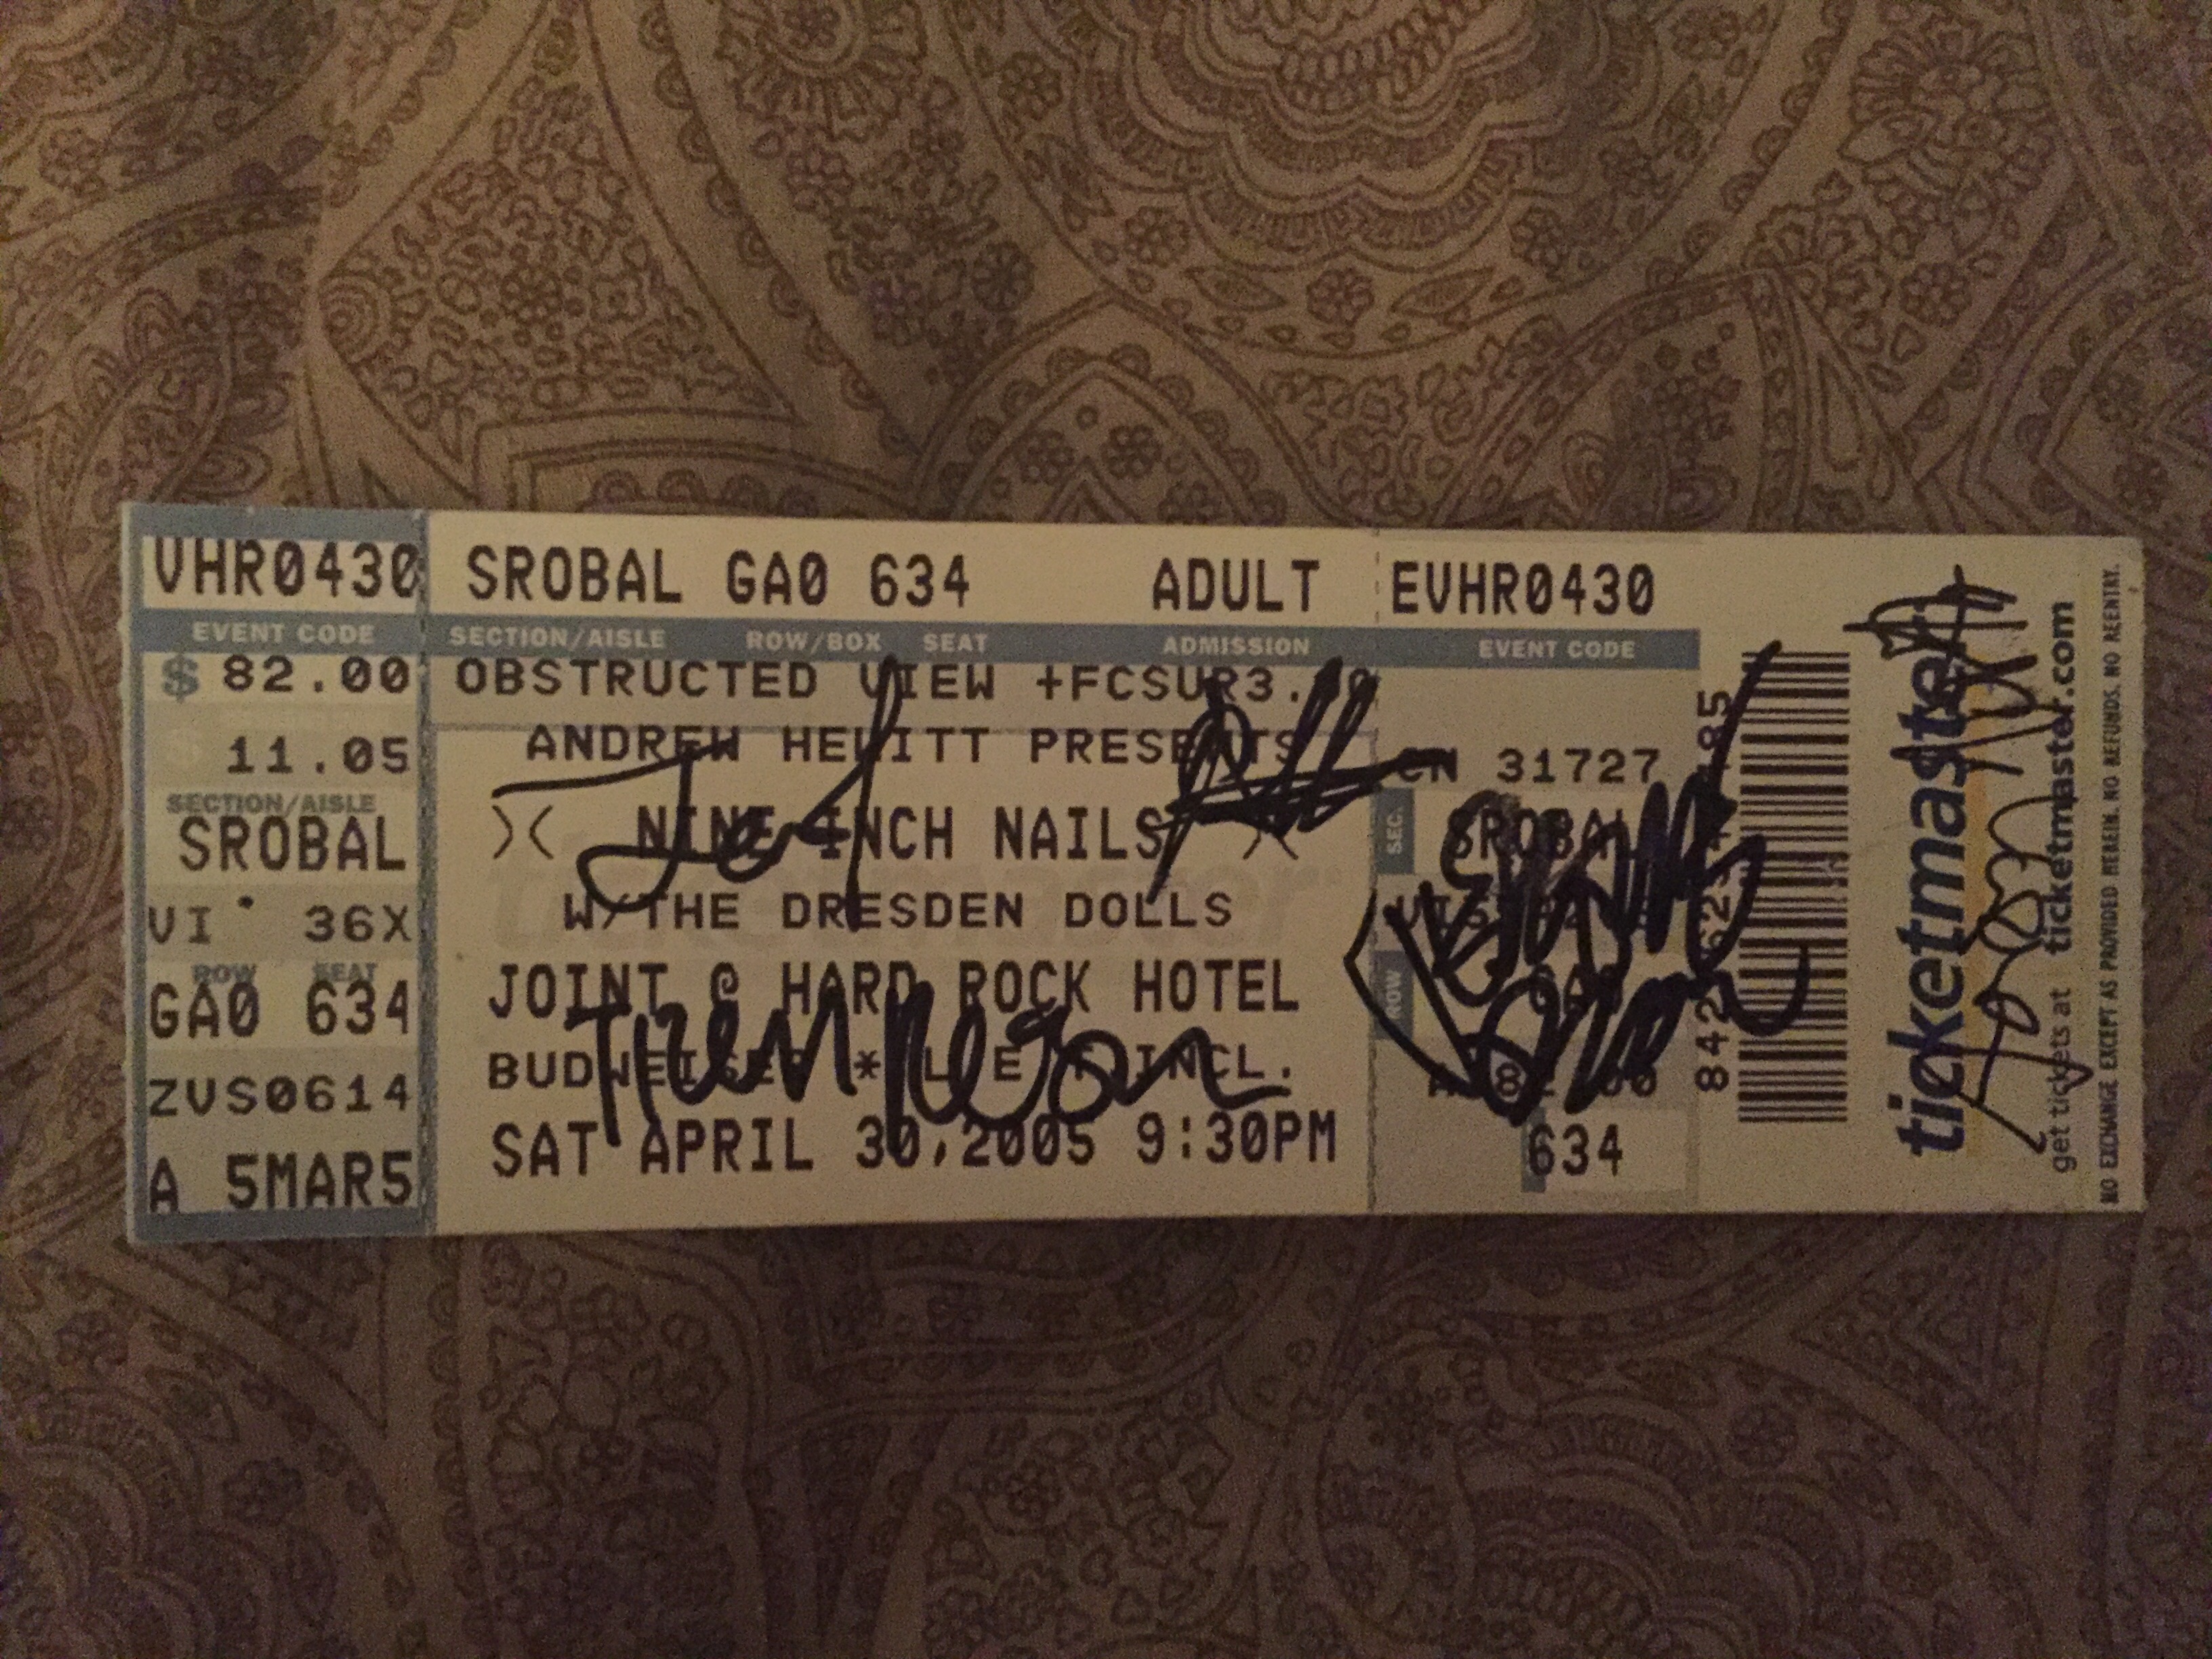 VHR0430
EVENT CODE
$ 82.00
11.05
SECTION/AISLE
SROBAL
VI 36X
ROW SEAT
GA0 634
ZVS0614
A 5MAR5
SROBAL GA0 634 ADULT
SECTION/AISLE ROW/BOX SEAT ADMISSION
OBSTRUCTED VIEW
ANDREW HEWITT PRESENTS
NINE INCH NAILS
W/THE DRESDEN DOLLS
JOINT @ HARD ROCK HOTEL
BUDWEISER * INCL.
SAT APRIL 30,2005 9:30PM
EVHR0430
EVENT CODE
CN 31727
SEC.
SROBAL
ROW
GA0
634
ticketmaster
get tickets at ticketmaster.com
NO EXCHANGE EXCEPT AS PROVIDED HEREIN. NO REFUNDS. NO REENTRY.